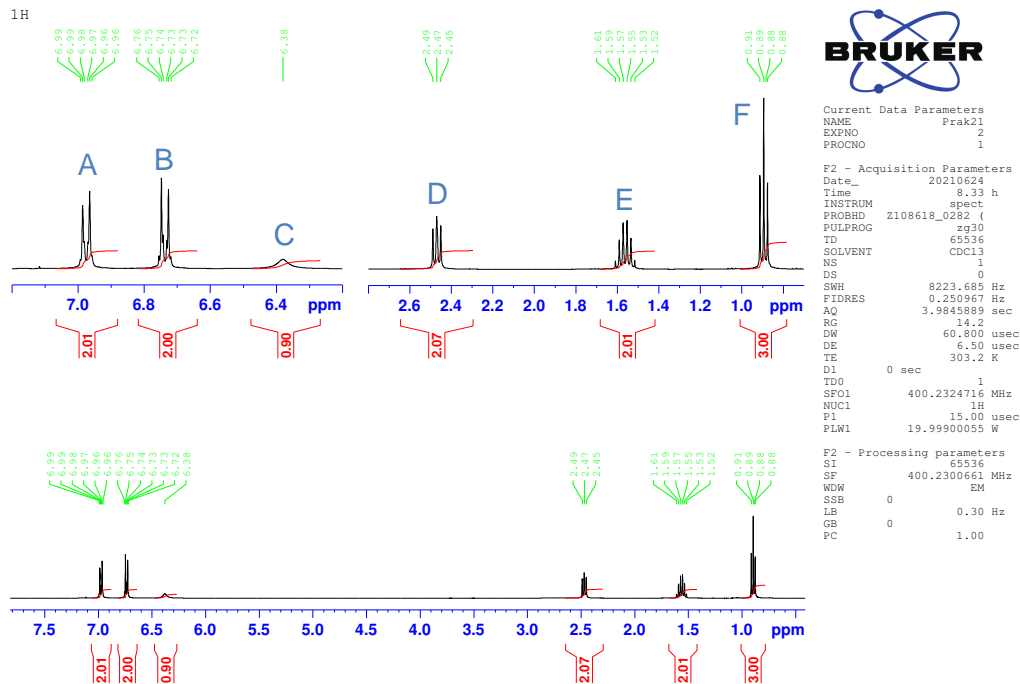 1H
6.99
6.99
6.98
6.97
6.96
6.96
6.76
6.75
6.74
6.73
6.73
6.72
6.38
2.49
2.47
2.45
1.61
1.59
1.57
1.55
1.53
1.52
0.91
0.89
0.88
0.88
A
B
C
D
E
F
7.0 6.8 6.6 6.4 ppm
2.6 2.4 2.2 2.0 1.8 1.6 1.4 1.2 1.0 ppm
2.01
2.00
0.90
2.07
2.01
3.00
6.99
6.99
6.98
6.97
6.96
6.96
6.76
6.75
6.74
6.73
6.73
6.72
6.38
2.49
2.47
2.45
1.61
1.59
1.57
1.55
1.53
1.52
0.91
0.89
0.88
0.88
7.5 7.0 6.5 6.0 5.5 5.0 4.5 4.0 3.5 3.0 2.5 2.0 1.5 1.0 ppm
2.01
2.00
0.90
2.07
2.01
3.00
BRUKER
Current Data Parameters
NAME Prak21
EXPNO 2
PROCNO 1
F2 - Acquisition Parameters
Date_ 20210624
Time 8.33 h
INSTRUM spect
PROBHD Z108618_0282 (
PULPROG zg30
TD 65536
SOLVENT CDCl3
NS 1
DS 0
SWH 8223.685 Hz
FIDRES 0.250967 Hz
AQ 3.9845889 sec
RG 14.2
DW 60.800 usec
DE 6.50 usec
TE 303.2 K
D1 0 sec
TD0 1
SFO1 400.2324716 MHz
NUC1 1H
P1 15.00 usec
PLW1 19.99900055 W
F2 - Processing parameters
SI 65536
SF 400.2300661 MHz
WDW EM
SSB 0
LB 0.30 Hz
GB 0
PC 1.00